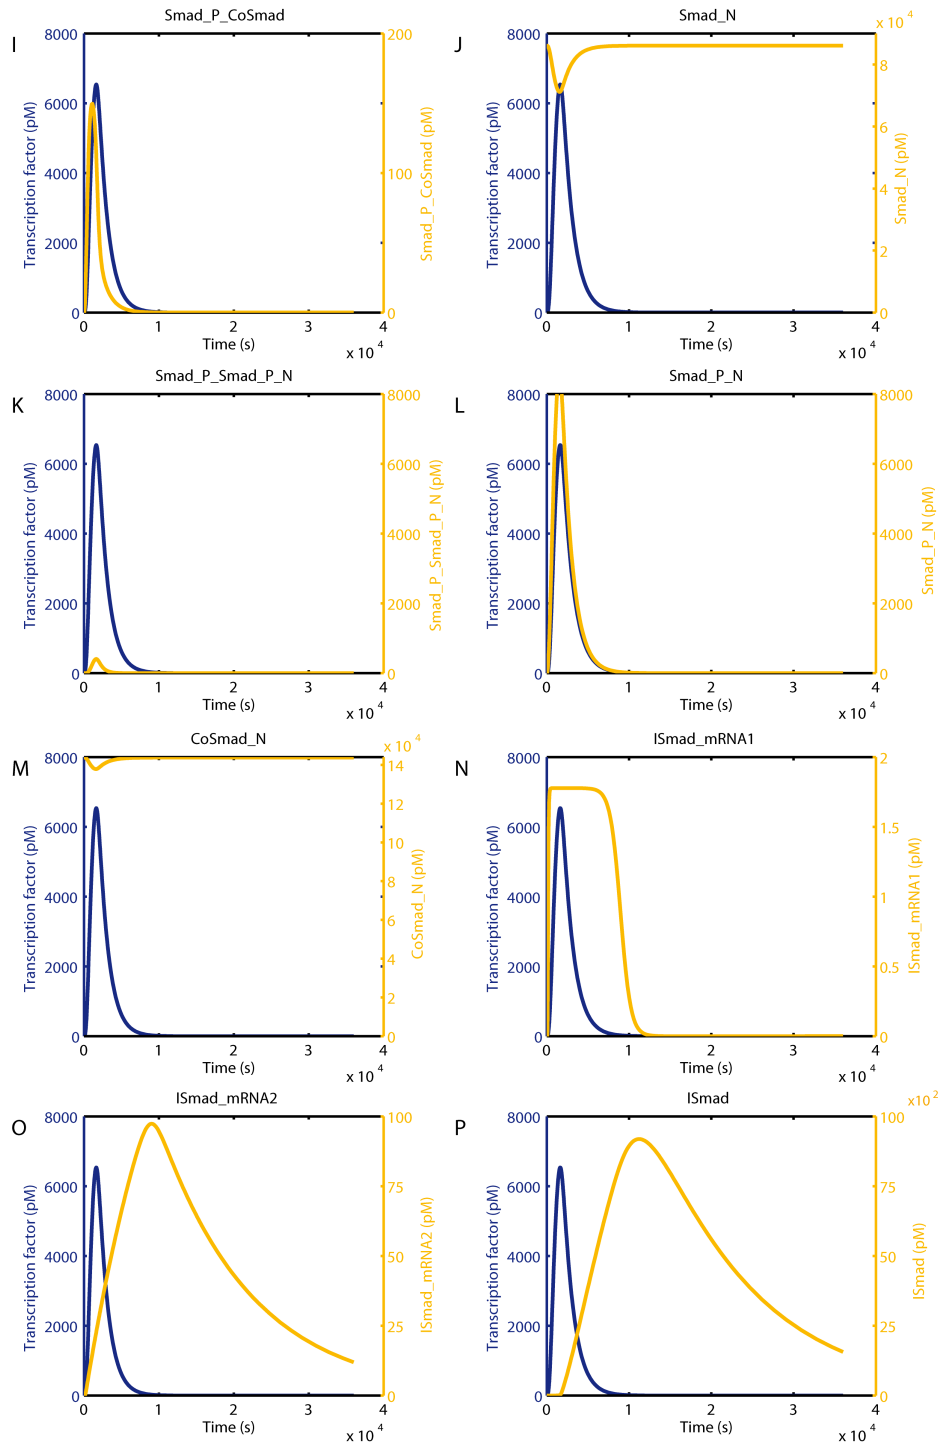 Smad_P_CoSmad
I
8000
6000
4000
2000
0
Transcription factor (pM)
200
100
0
Smad_P_CoSmad (pM)
0 1 2 3 4
Time (s)
x 10 4
Smad_N
J
x 10 4
8000
6000
4000
2000
0
Transcription factor (pM)
8
6
4
2
0
Smad_N (pM)
0 1 2 3 4
Time (s)
x 10 4
Smad_P_Smad_P_N
K
8000
6000
4000
2000
0
Transcription factor (pM)
8000
6000
4000
2000
0
Smad_P_Smad_P_N (pM)
0 1 2 3 4
Time (s)
x 10 4
Smad_P_N
L
8000
6000
4000
2000
0
Transcription factor (pM)
8000
6000
4000
2000
0
Smad_P_N (pM)
0 1 2 3 4
Time (s)
x 10 4
CoSmad_N
M
x 10 4
8000
6000
4000
2000
0
Transcription factor (pM)
14
12
10
8
6
4
2
0
CoSmad_N (pM)
0 1 2 3 4
Time (s)
x 10 4
ISmad_mRNA1
N
8000
6000
4000
2000
0
Transcription factor (pM)
2
1.5
1
0.5
0
ISmad_mRNA1 (pM)
0 1 2 3 4
Time (s)
x 10 4
ISmad_mRNA2
O
8000
6000
4000
2000
0
Transcription factor (pM)
100
75
50
25
0
ISmad_mRNA2 (pM)
0 1 2 3 4
Time (s)
x 10 4
ISmad
P
x10 2
8000
6000
4000
2000
0
Transcription factor (pM)
100
75
50
25
0
ISmad (pM)
0 1 2 3 4
Time (s)
x 10 4